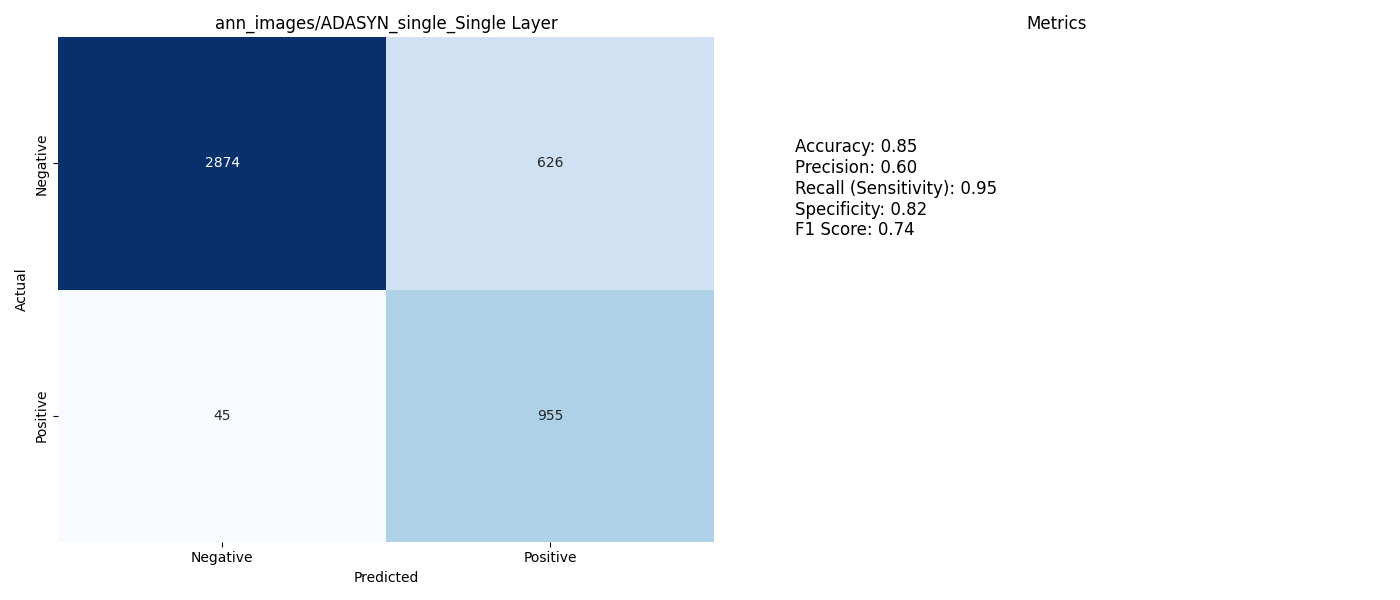 ann_images/ADASYN_single_Single Layer
Negative
Positive
Actual
2874
626
45
955
Negative
Positive
Predicted
Metrics
Accuracy: 0.85
Precision: 0.60
Recall (Sensitivity): 0.95
Specificity: 0.82
F1 Score: 0.74